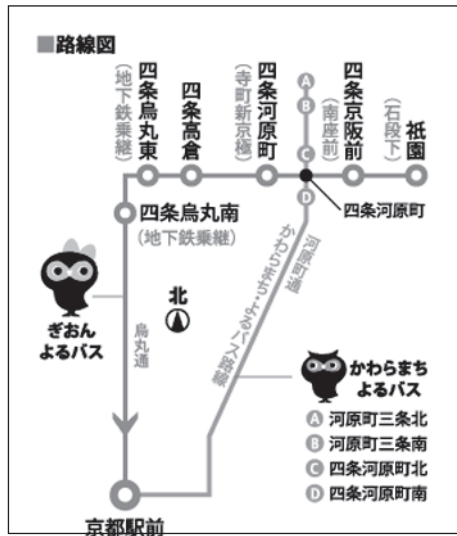 ■路線図
四条烏丸東
（地下鉄乗継）
四条高倉
四条河原町
（寺町新京極）
A
B
C
D
四条京阪前
（南座前）
祇園
（石段下）
四条河原町
四条烏丸南
（地下鉄乗継）
ぎおん
よるバス
北
烏丸通
河原町通
かわらまち・よるバス路線
かわらまち
よるバス
A 河原町三条北
B 河原町三条南
C 四条河原町北
D 四条河原町南
京都駅前